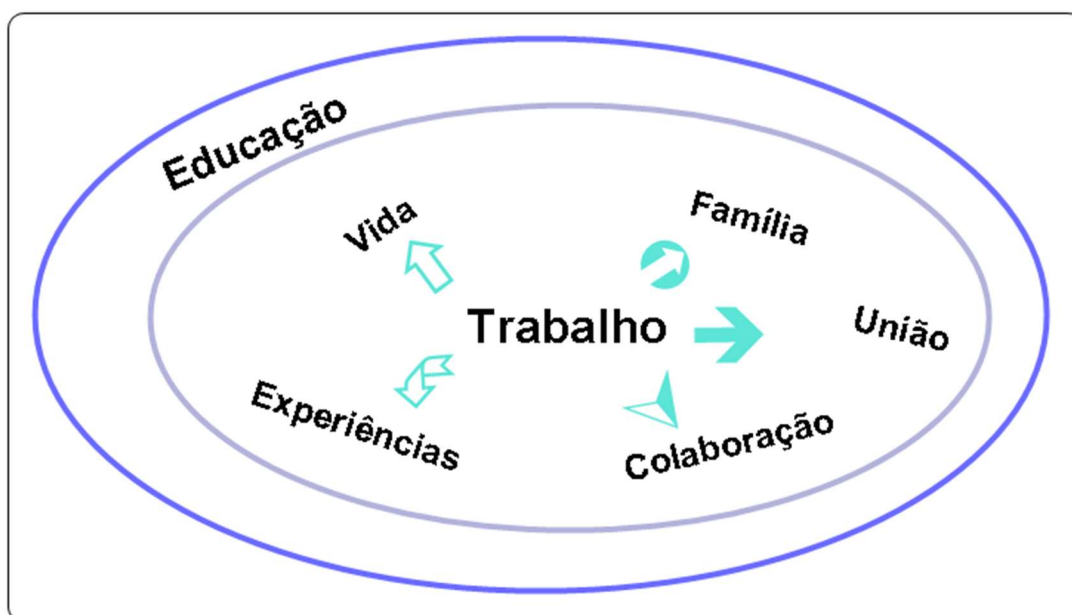 Educação
Vida
Família
Trabalho
União
Experiências
Colaboração